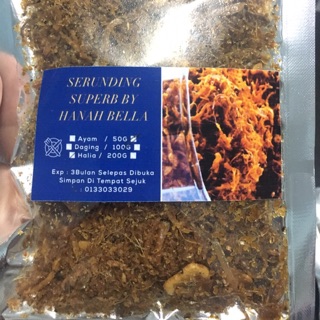 SERUNDING
SUPERB BY
HANAH BELLA
Ayam / 50G
Daging / 100G
Halia / 200G
Exp : 3Bulan Selepas Dibuka
Simpan Di Tempat Sejuk
: 0133033029